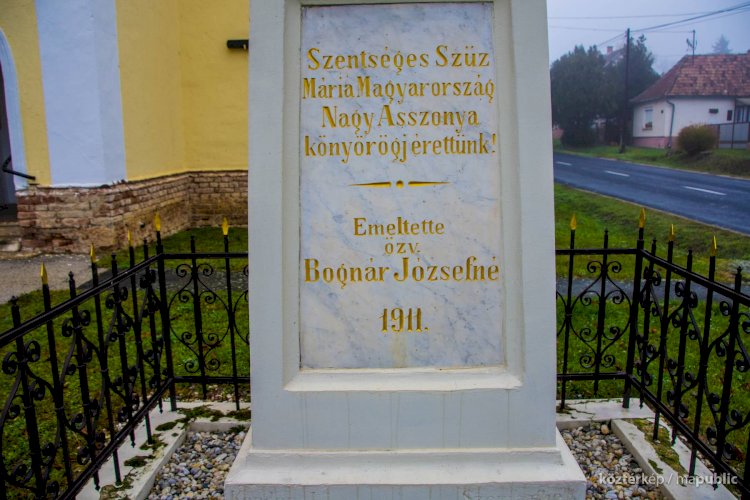 Szentséges Szüz
Mária Magyarország
Nagy Asszonya
könyörögj érettünk!
Emeltette
özv.
Bognár Józsefné
1911.
köztérkép / mapublic